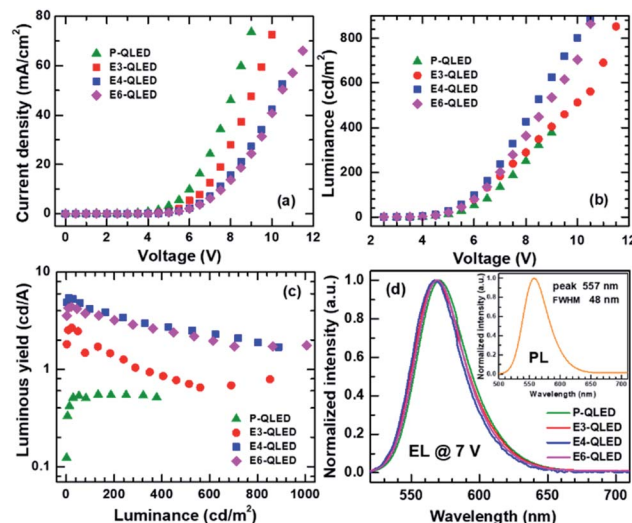 Current density (mA/cm²)
80
60
40
20
0
P-QLED
E3-QLED
E4-QLED
E6-QLED
(a)
0 2 4 6 8 10 12
Voltage (V)
Luminance (cd/m²)
800
600
400
200
0
P-QLED
E3-QLED
E4-QLED
E6-QLED
(b)
2 4 6 8 10 12
Voltage (V)
Luminous yield (cd/A)
10
1
0.1
(c)
P-QLED
E3-QLED
E4-QLED
E6-QLED
0 200 400 600 800 1000
Luminance (cd/m²)
Normalized intensity (a.u.)
1.0
0.8
0.6
0.4
0.2
0.0
(d)
Normalized intensity (a.u.)
1.0
0.8
0.6
0.4
0.2
0.0
peak 557 nm
FWHM 48 nm
PL
500 550 600 650 700
Wavelength (nm)
P-QLED
E3-QLED
E4-QLED
E6-QLED
EL @ 7 V
550 600 650 700
Wavelength (nm)